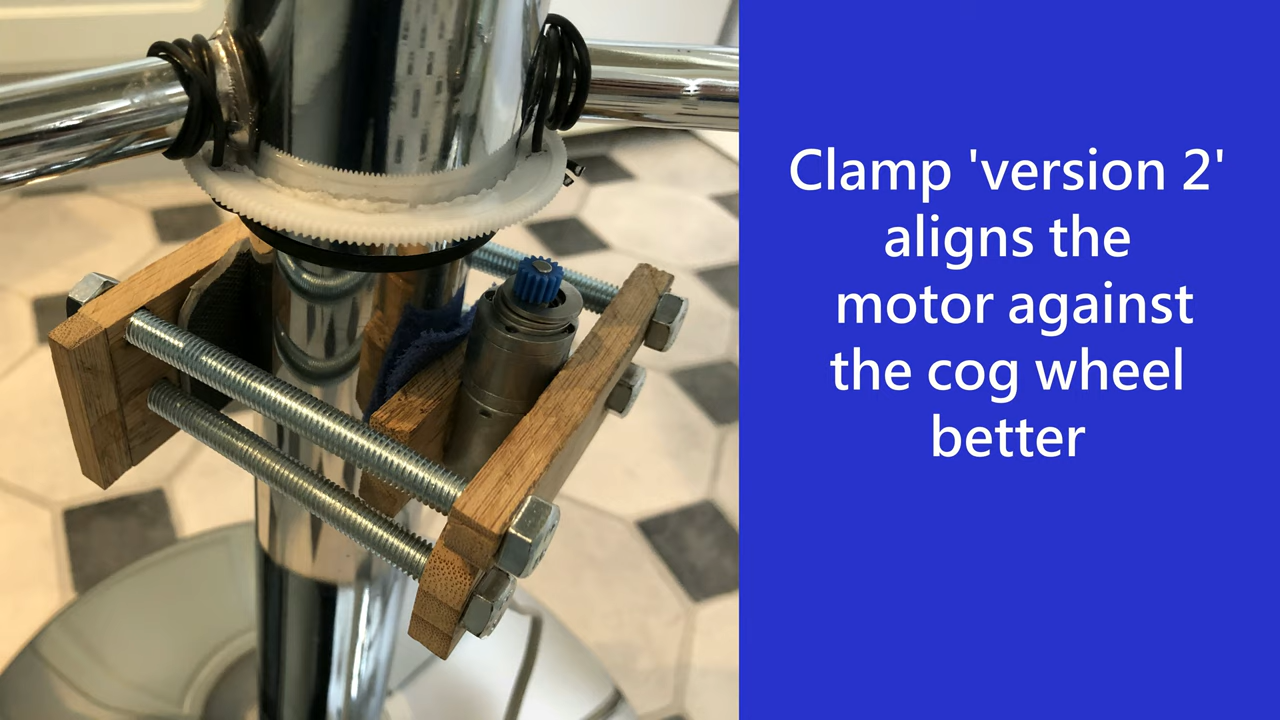 Clamp 'version 2'
aligns the
motor against
the cog wheel
better